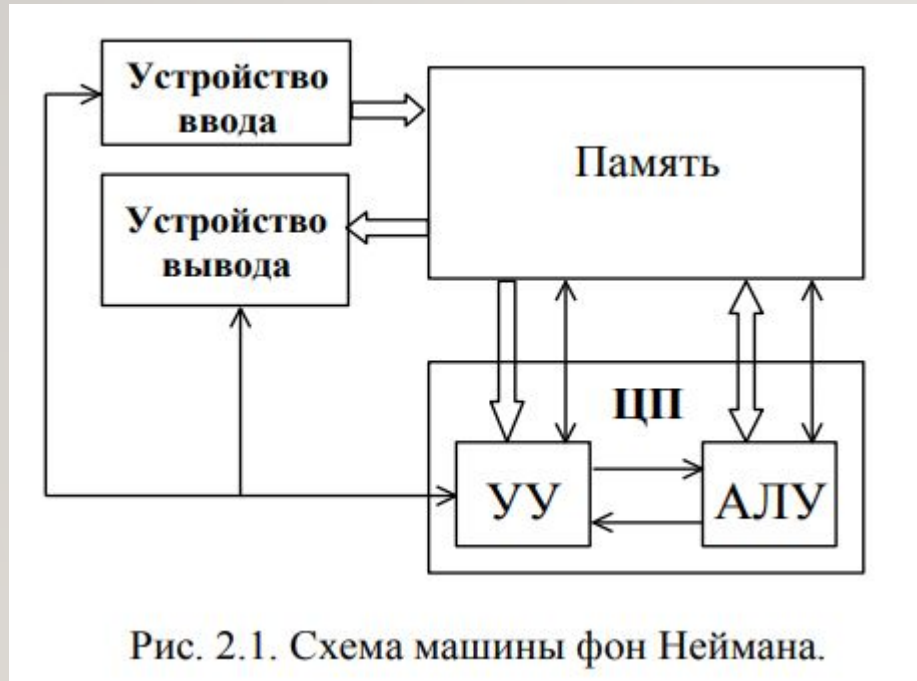 Устройство
ввода
Память
Устройство
вывода
ЦП
УУ
АЛУ
Рис. 2.1. Схема машины фон Неймана.